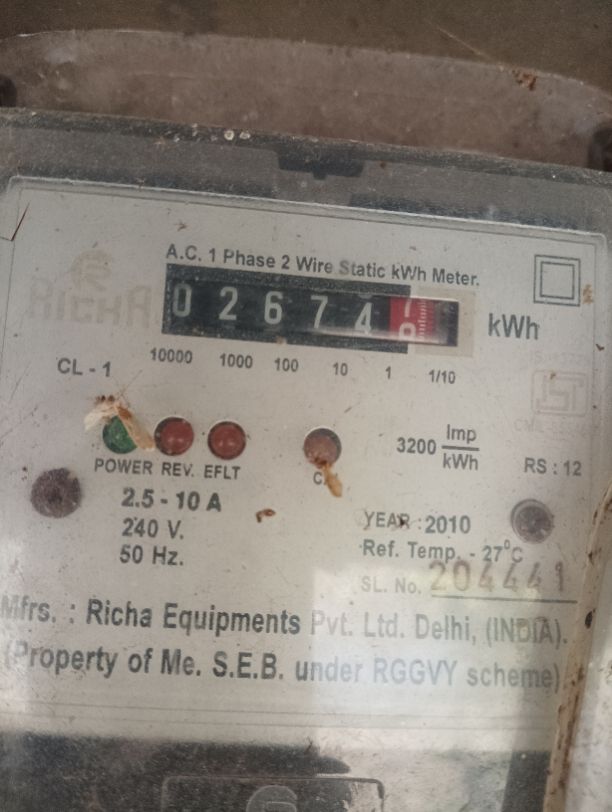 A.C. 1 Phase 2 Wire Static kWh Meter.
RICHA
0 2 6 7 4
kWh
CL - 1
10000 1000 100 10 1 1/10
3200 Imp/kWh
POWER REV. EFLT
RS : 12
2.5 - 10 A
240 V.
50 Hz.
YEAR : 2010
Ref. Temp. - 27°C
SL. No. 204441
Mfrs. : Richa Equipments Pvt. Ltd. Delhi, (INDIA).
(Property of Me. S.E.B. under RGGVY scheme).